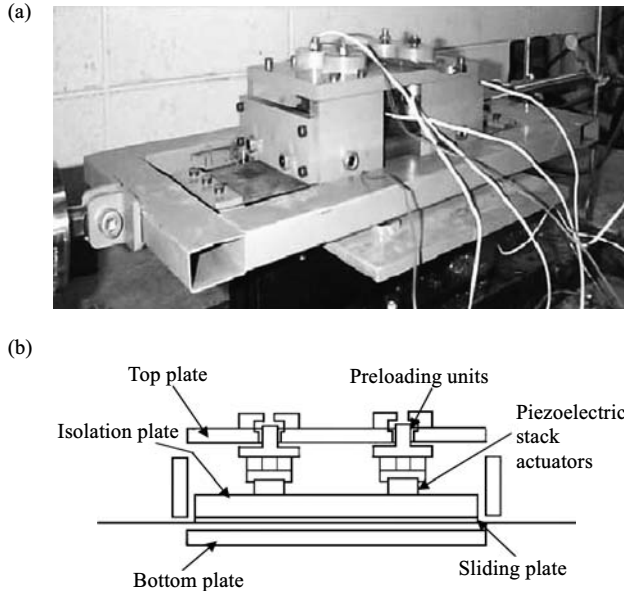 (a)
(b)
Top plate
Preloading units
Isolation plate
Piezoelectric
stack
actuators
Bottom plate
Sliding plate